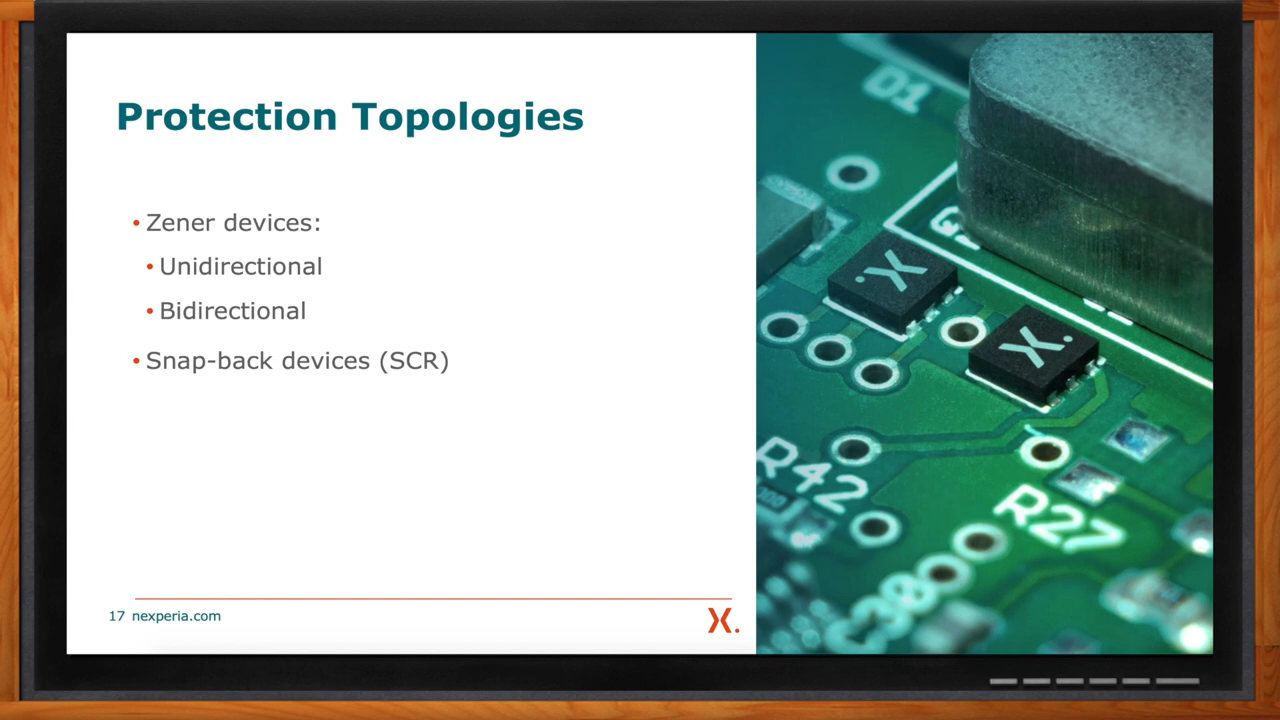 Protection Topologies
• Zener devices:
• Unidirectional
• Bidirectional
• Snap-back devices (SCR)
17 nexperia.com
D1
R42
R27